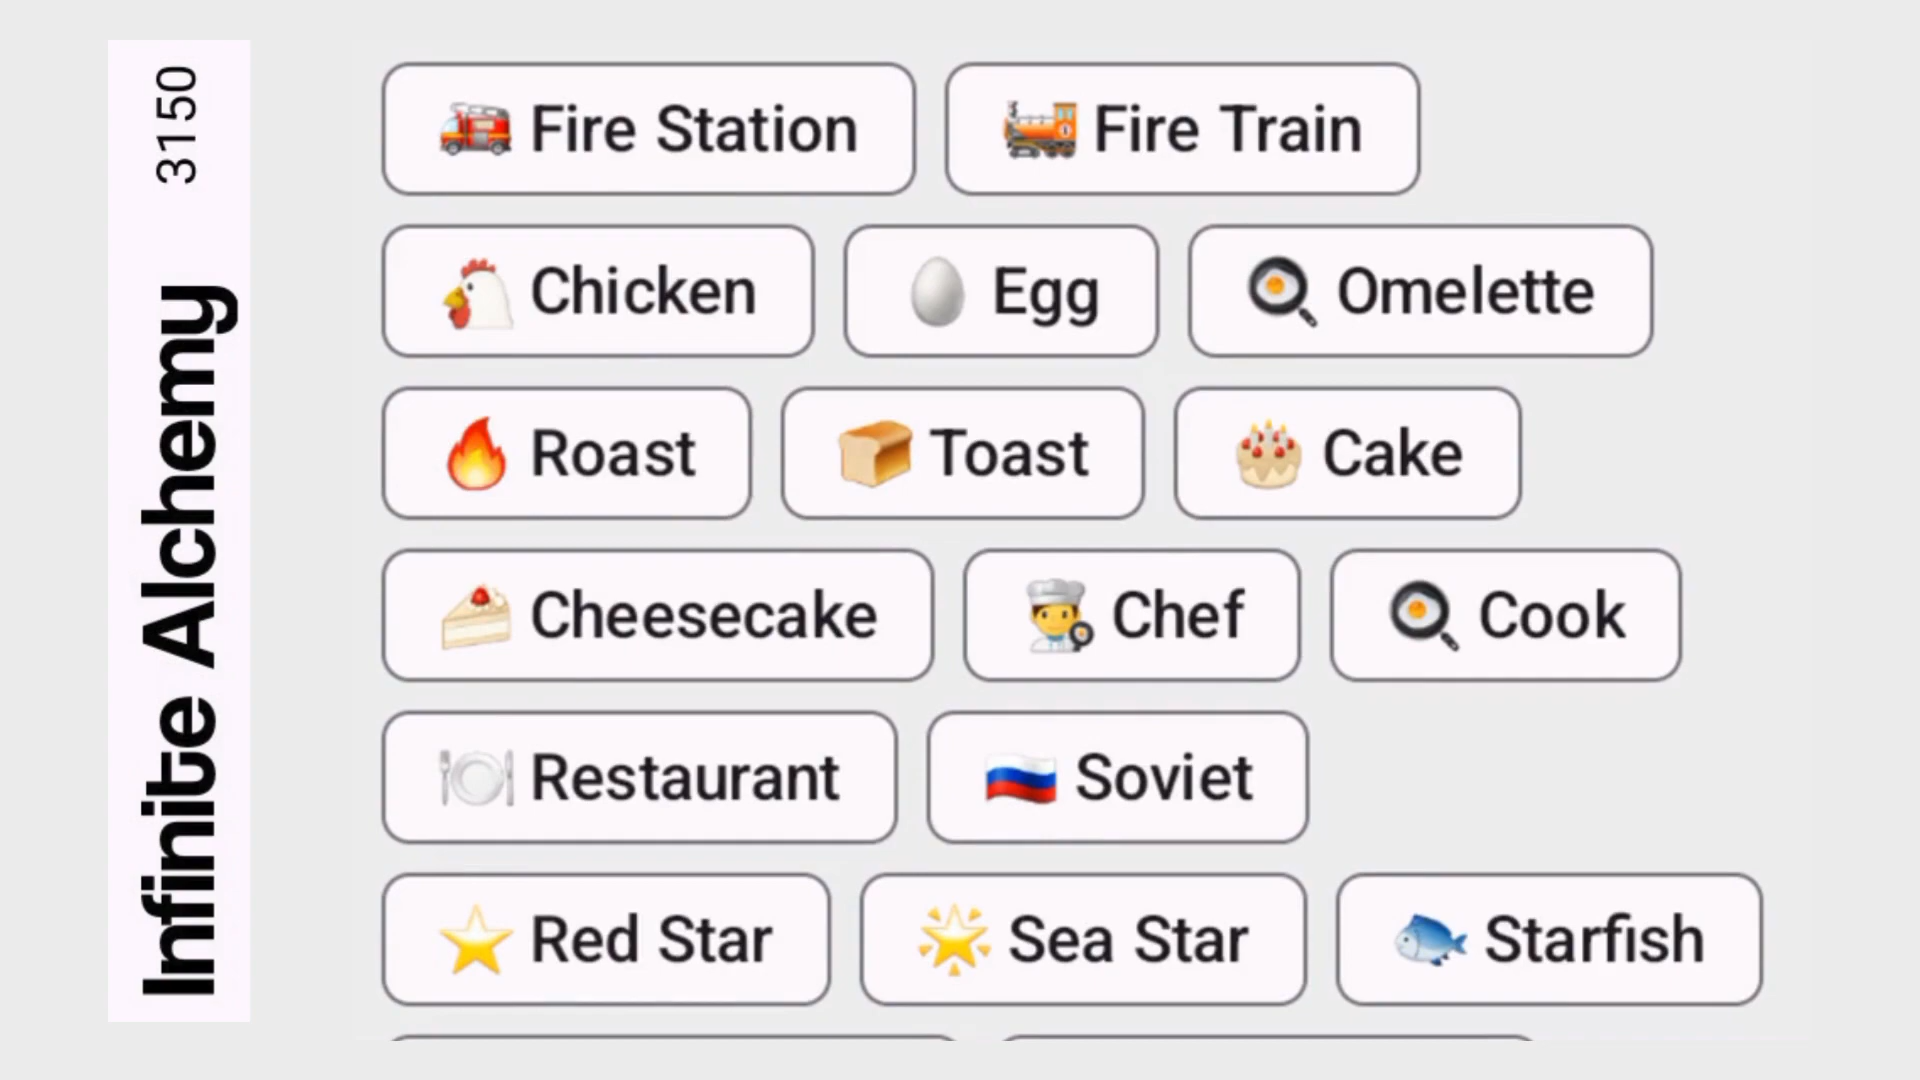 Infinite Alchemy 3150
Fire Station Fire Train
Chicken Egg Omelette
Roast Toast Cake
Cheesecake Chef Cook
Restaurant Soviet
Red Star Sea Star Starfish